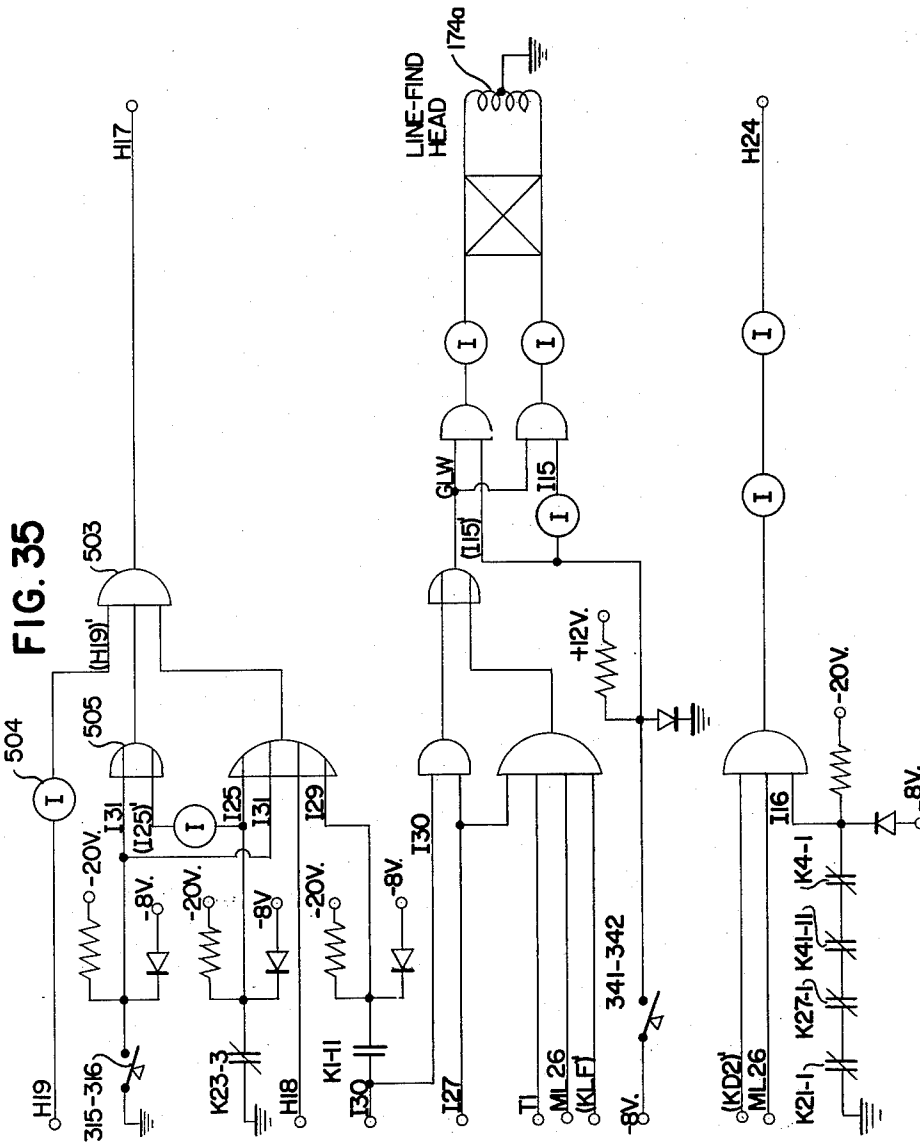 FIG. 35
H19
504
I
(H19)'
503
H17
315-316
-20V.
-8V.
I31
(I25)'
505
I
K23-3
-20V.
-8V
I25
I31
H18
I29
-20V.
-8V.
K1-11
I30
I30
I27
T1
ML26
(KLF)'
GLW
(I15)'
I15
I
I
I
LINE-FIND
HEAD
174a
+12V.
341-342
-8V.
(KD2)'
ML26
I16
I
I
H24
K21-1
K27-1
K41-11
K4-1
-20V.
-8V.